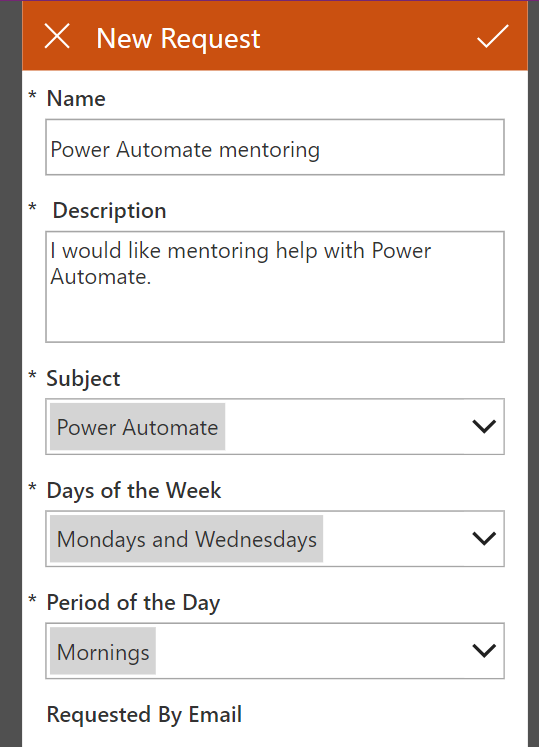 New Request
* Name
Power Automate mentoring
* Description
I would like mentoring help with Power
Automate.
* Subject
Power Automate
* Days of the Week
Mondays and Wednesdays
* Period of the Day
Mornings
Requested By Email